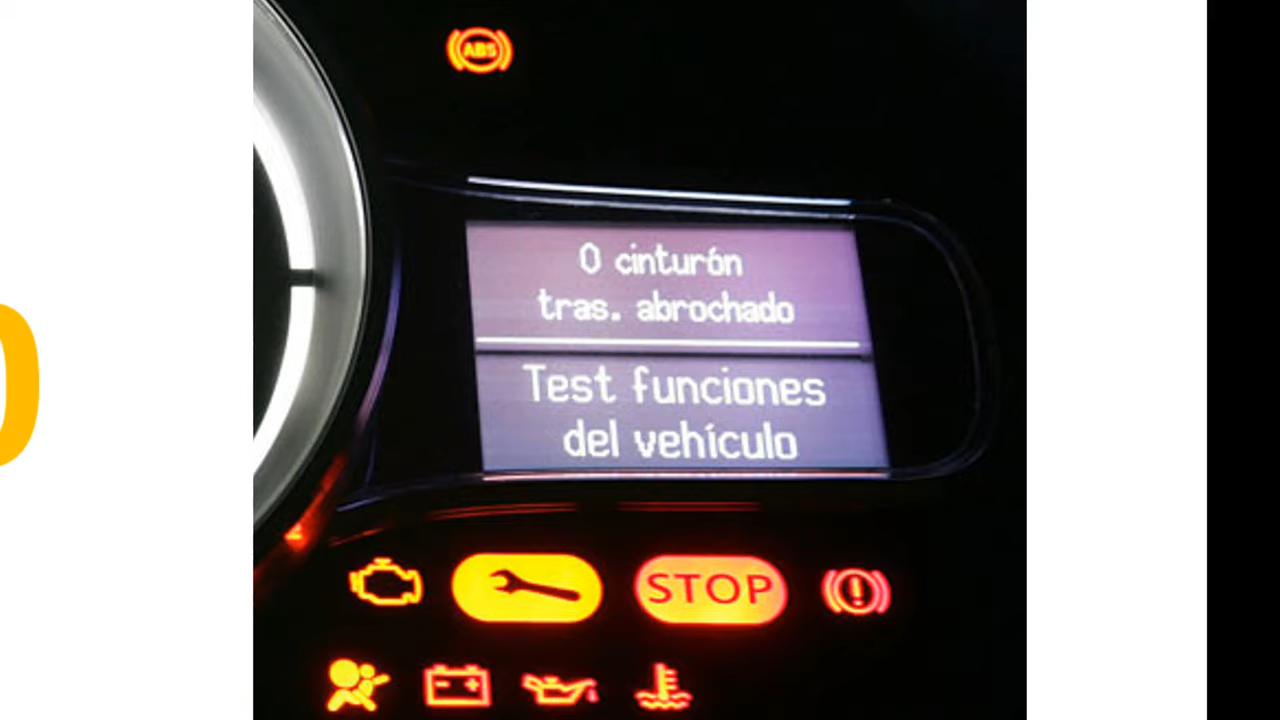 ABS
0 cinturón
tras. abrochado
Test funciones
del vehículo
STOP